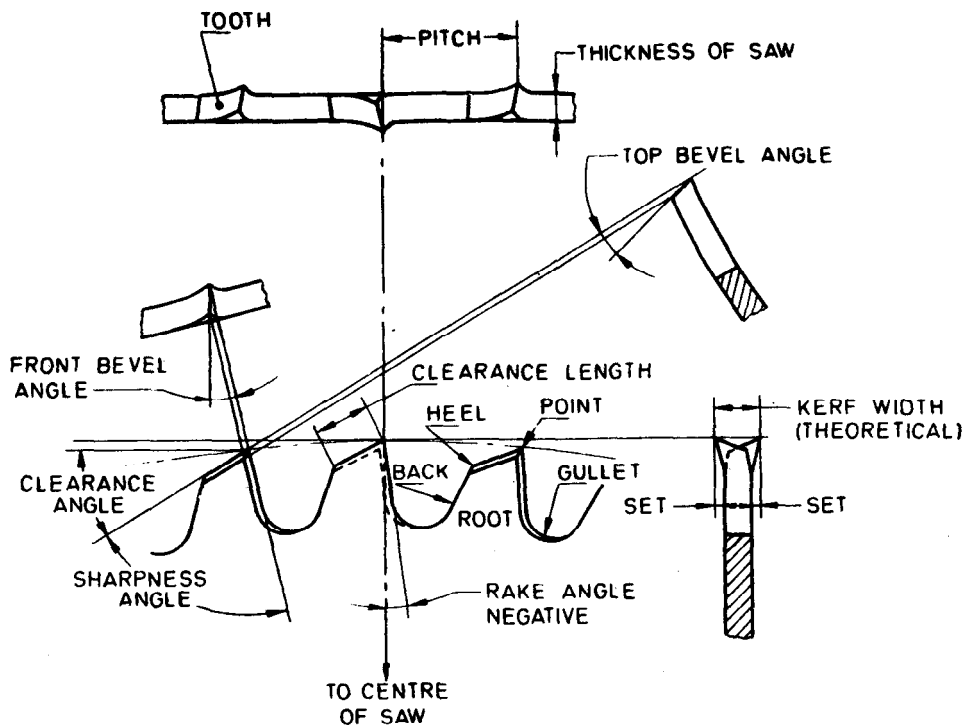 TOOTH
PITCH
THICKNESS OF SAW
TOP BEVEL ANGLE
FRONT BEVEL
ANGLE
CLEARANCE LENGTH
HEEL
POINT
KERF WIDTH
(THEORETICAL)
CLEARANCE
ANGLE
BACK
GULLET
ROOT
SET
SET
SHARPNESS
ANGLE
RAKE ANGLE
NEGATIVE
TO CENTRE
OF SAW